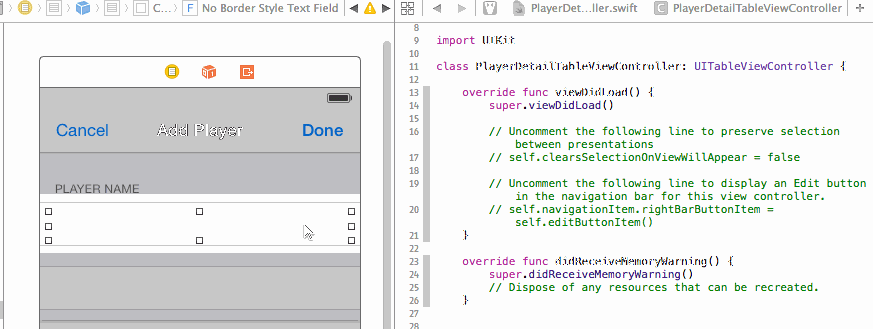 C...
F No Border Style Text Field
PlayerDet...ller.swift
C PlayerDetailTableViewController
Cancel
Add Player
Done
PLAYER NAME
8
9 import UIKit
10
11 class PlayerDetailTableViewController: UITableViewController {
12
13 override func viewDidLoad() {
14 super.viewDidLoad()
15
16 // Uncomment the following line to preserve selection
between presentations
17 // self.clearsSelectionOnViewWillAppear = false
18
19 // Uncomment the following line to display an Edit button
in the navigation bar for this view controller.
20 // self.navigationItem.rightBarButtonItem =
self.editButtonItem()
21 }
22
23 override func didReceiveMemoryWarning() {
24 super.didReceiveMemoryWarning()
25 // Dispose of any resources that can be recreated.
26 }
27
28